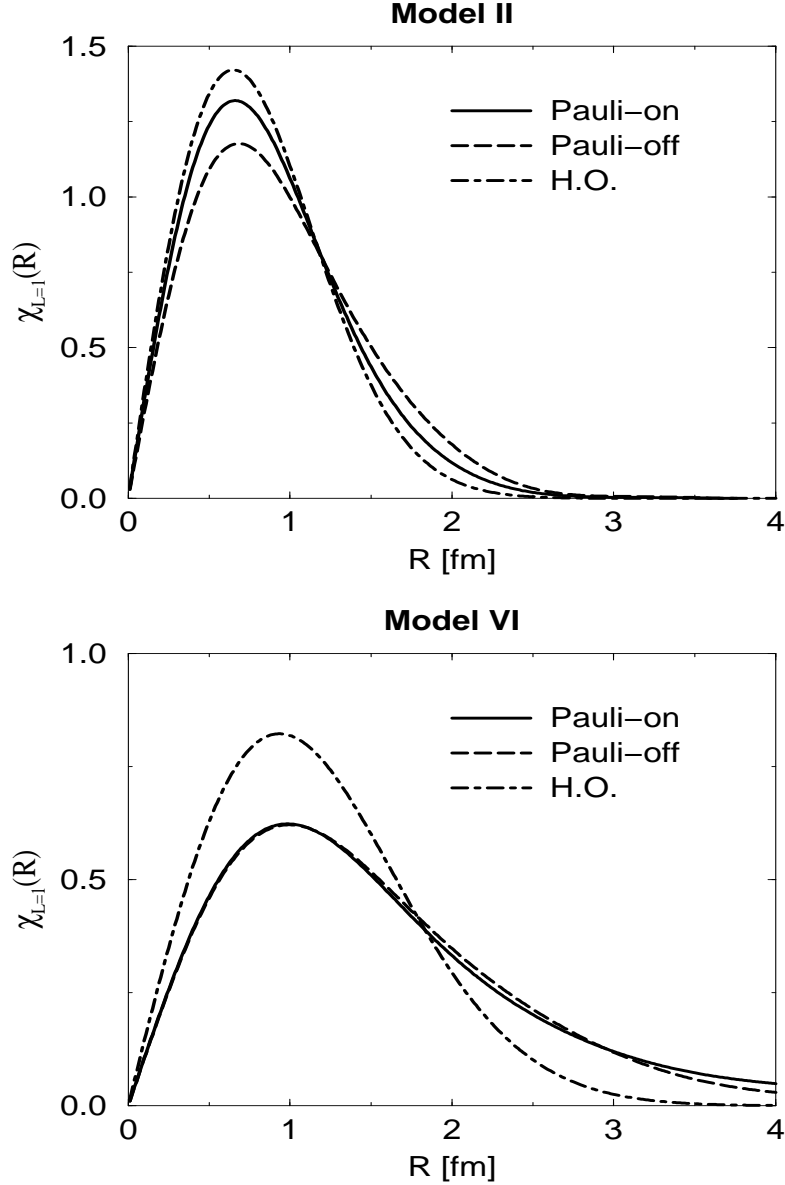 Model II
1.5
1.0
0.5
0.0
χL=1(R)
Pauli−on
Pauli−off
H.O.
0 1 2 3 4
R [fm]
Model VI
1.0
0.5
0.0
χL=1(R)
Pauli−on
Pauli−off
H.O.
0 1 2 3 4
R [fm]